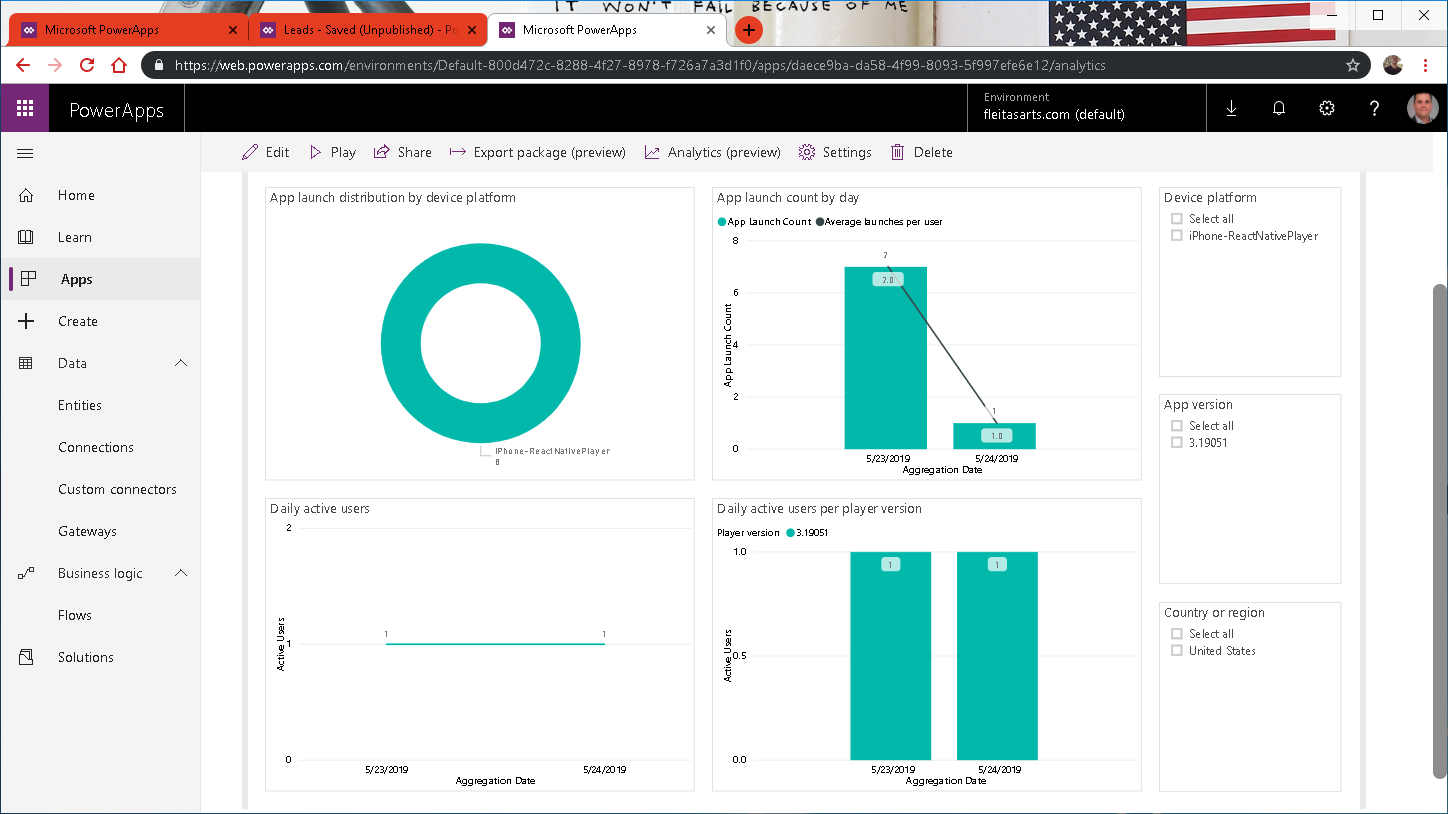 IT WON'T FAIL BECAUSE OF ME
Microsoft PowerApps
Leads - Saved (Unpublished) - Po
Microsoft PowerApps
https://web.powerapps.com/environments/Default-800d472c-8288-4f27-8978-f726a7a3d1f0/apps/daece9ba-da58-4f99-8093-5f997efe6e12/analytics
PowerApps
Environment
fleitasarts.com (default)
?
Edit
Play
Share
Export package (preview)
Analytics (preview)
Settings
Delete
Home
Learn
Apps
Create
Data
Entities
Connections
Custom connectors
Gateways
Business logic
Flows
Solutions
App launch distribution by device platform
iPhone-ReactNativePlayer
8
App launch count by day
App Launch Count Average launches per user
8
6
4
2
0
App Launch Count
7
7.0
1
1.0
5/23/2019 5/24/2019
Aggregation Date
Device platform
Select all
iPhone-ReactNativePlayer
App version
Select all
3.19051
Daily active users
2
1
0
Active Users
1 1
5/23/2019 5/24/2019
Aggregation Date
Daily active users per player version
Player version 3.19051
1.0
0.5
0.0
Active Users
1 1
5/23/2019 5/24/2019
Aggregation Date
Country or region
Select all
United States